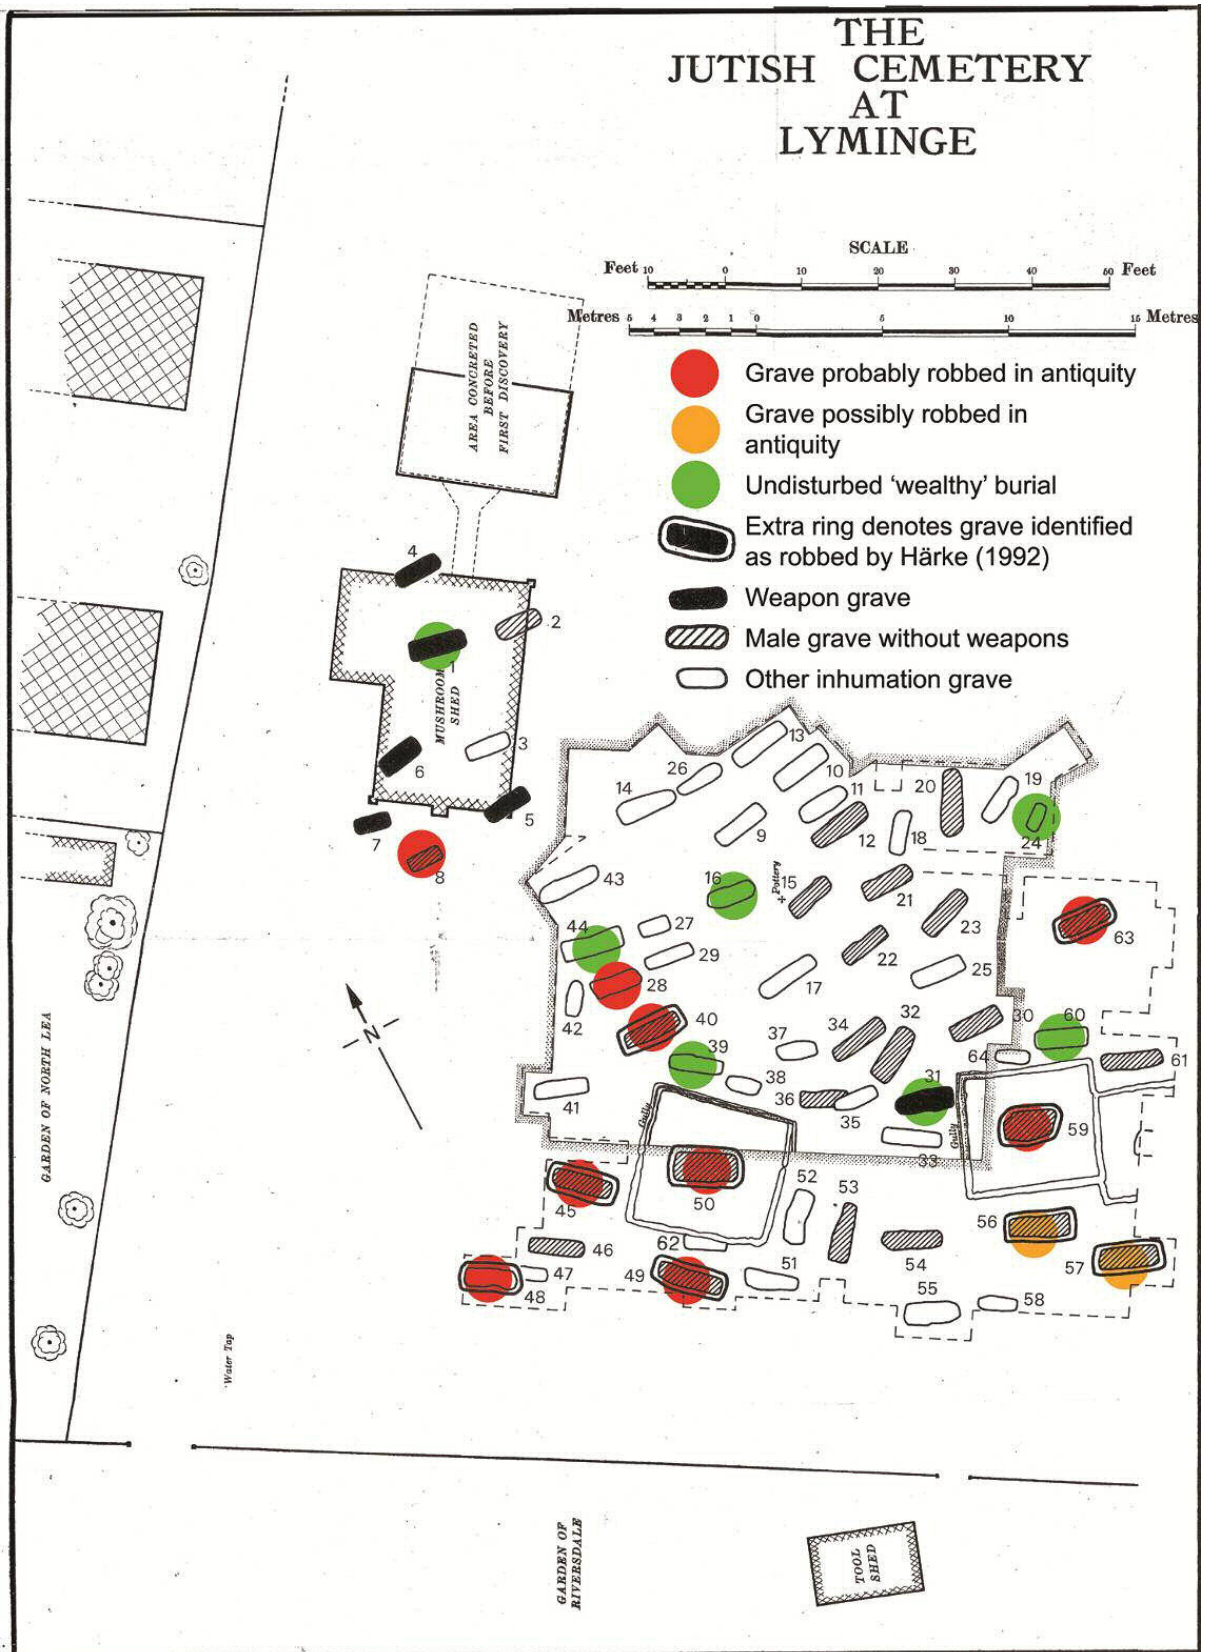 THE
JUTISH CEMETERY
AT
LYMINGE
SCALE
Feet 10 0 10 20 30 40 50 Feet
Metres 5 4 3 2 1 0 5 10 15 Metres
Grave probably robbed in antiquity
Grave possibly robbed in
antiquity
Undisturbed ‘wealthy’ burial
Extra ring denotes grave identified
as robbed by Härke (1992)
Weapon grave
Male grave without weapons
Other inhumation grave
AREA CONCRETED
BEFORE
FIRST DISCOVERY
4
2
1
MUSHROOM
SHED
3
6
5
7
8
13
26
10
14
11
20
19
9
12
18
24
43
16
Pottery
15
21
44
27
23
63
29
22
28
25
17
42
40
37
34
32
30
60
39
64
61
38
31
41
36
35
Gully
Gully
33
59
45
50
52
53
56
46
62
54
57
47
49
51
48
55
58
N
GARDEN OF NORTH LEA
Water Tap
GARDEN OF
RIVERSDALE
TOOL
SHED